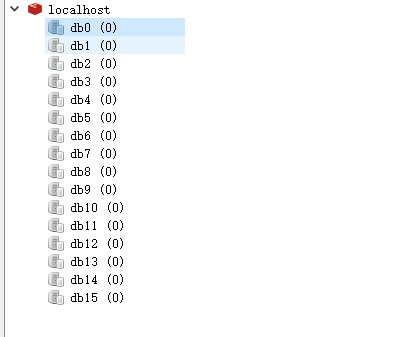 localhost
db0 (0)
db1 (0)
db2 (0)
db3 (0)
db4 (0)
db5 (0)
db6 (0)
db7 (0)
db8 (0)
db9 (0)
db10 (0)
db11 (0)
db12 (0)
db13 (0)
db14 (0)
db15 (0)